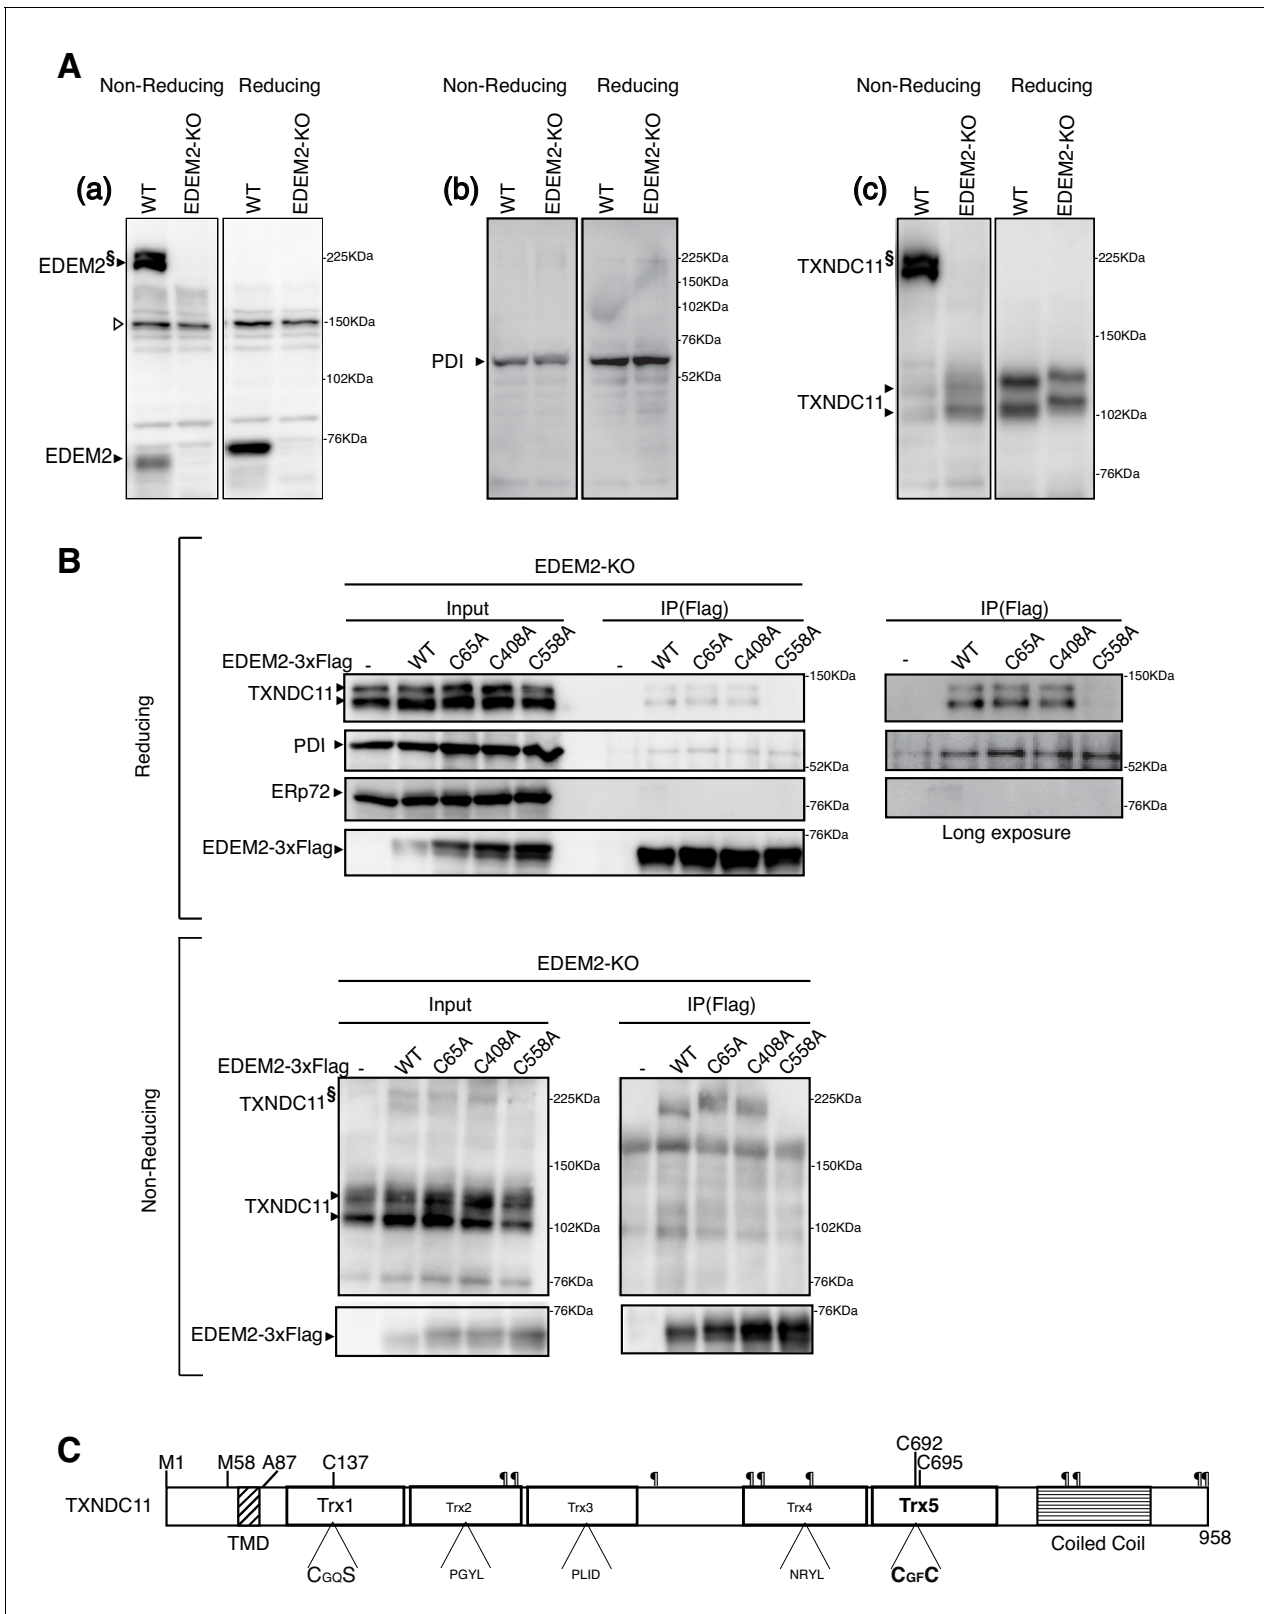 A
Non-Reducing Reducing
Non-Reducing Reducing
Non-Reducing Reducing
(a)
WT
EDEM2-KO
WT
EDEM2-KO
EDEM2§
EDEM2
-225KDa
-150KDa
-102KDa
-76KDa
(b)
WT
EDEM2-KO
WT
EDEM2-KO
PDI
-225KDa
-150KDa
-102KDa
-76KDa
-52KDa
(c)
WT
EDEM2-KO
WT
EDEM2-KO
TXNDC11§
TXNDC11
-225KDa
-150KDa
-102KDa
-76KDa
B
Reducing
EDEM2-KO
Input IP(Flag) IP(Flag)
EDEM2-3xFlag - WT C65A C408A C558A - WT C65A C408A C558A - WT C65A C408A C558A
TXNDC11 -150KDa -150KDa
PDI -52KDa -52KDa
ERp72 -76KDa -76KDa
EDEM2-3xFlag -76KDa
Long exposure
Non-Reducing
EDEM2-KO
Input IP(Flag)
EDEM2-3xFlag - WT C65A C408A C558A - WT C65A C408A C558A
TXNDC11§ -225KDa -225KDa
-150KDa -150KDa
TXNDC11
-102KDa -102KDa
-76KDa -76KDa
-76KDa -76KDa
EDEM2-3xFlag
C
C692
M1 M58 A87 C137 C695
¶¶ ¶ ¶¶ ¶ ¶¶ ¶¶
TXNDC11 Trx1 Trx2 Trx3 Trx4 Trx5
TMD Coiled Coil 958
CGQS PGYL PLID NRYL CGFC